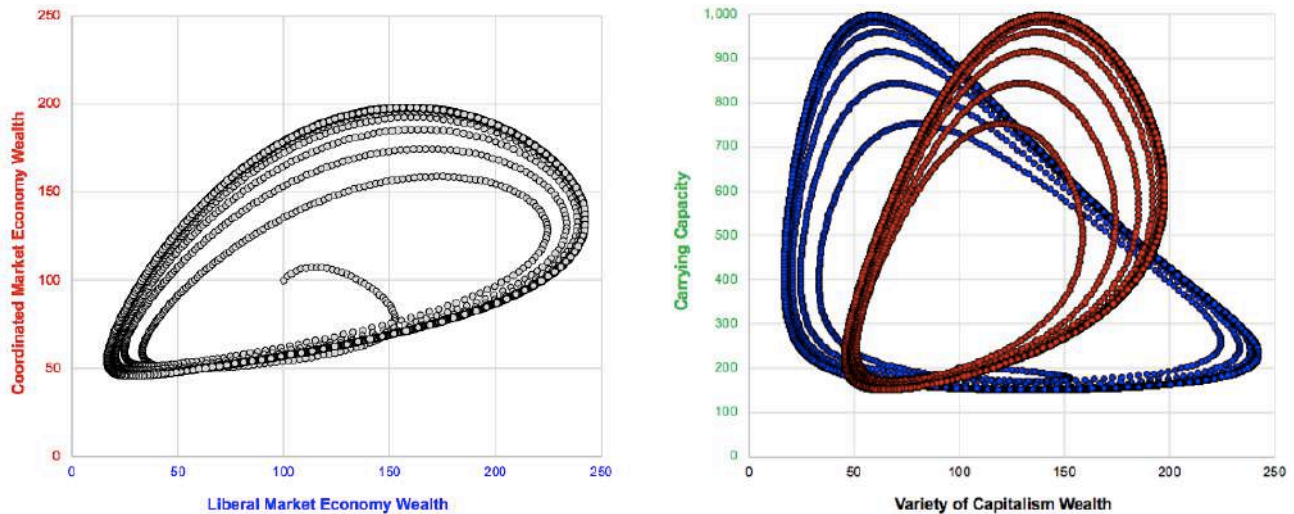 250
200
150
100
50
0
0 50 100 150 200 250
Coordinated Market Economy Wealth
Liberal Market Economy Wealth
1,000
900
800
700
600
500
400
300
200
100
0
0 50 100 150 200 250
Carrying Capacity
Variety of Capitalism Wealth